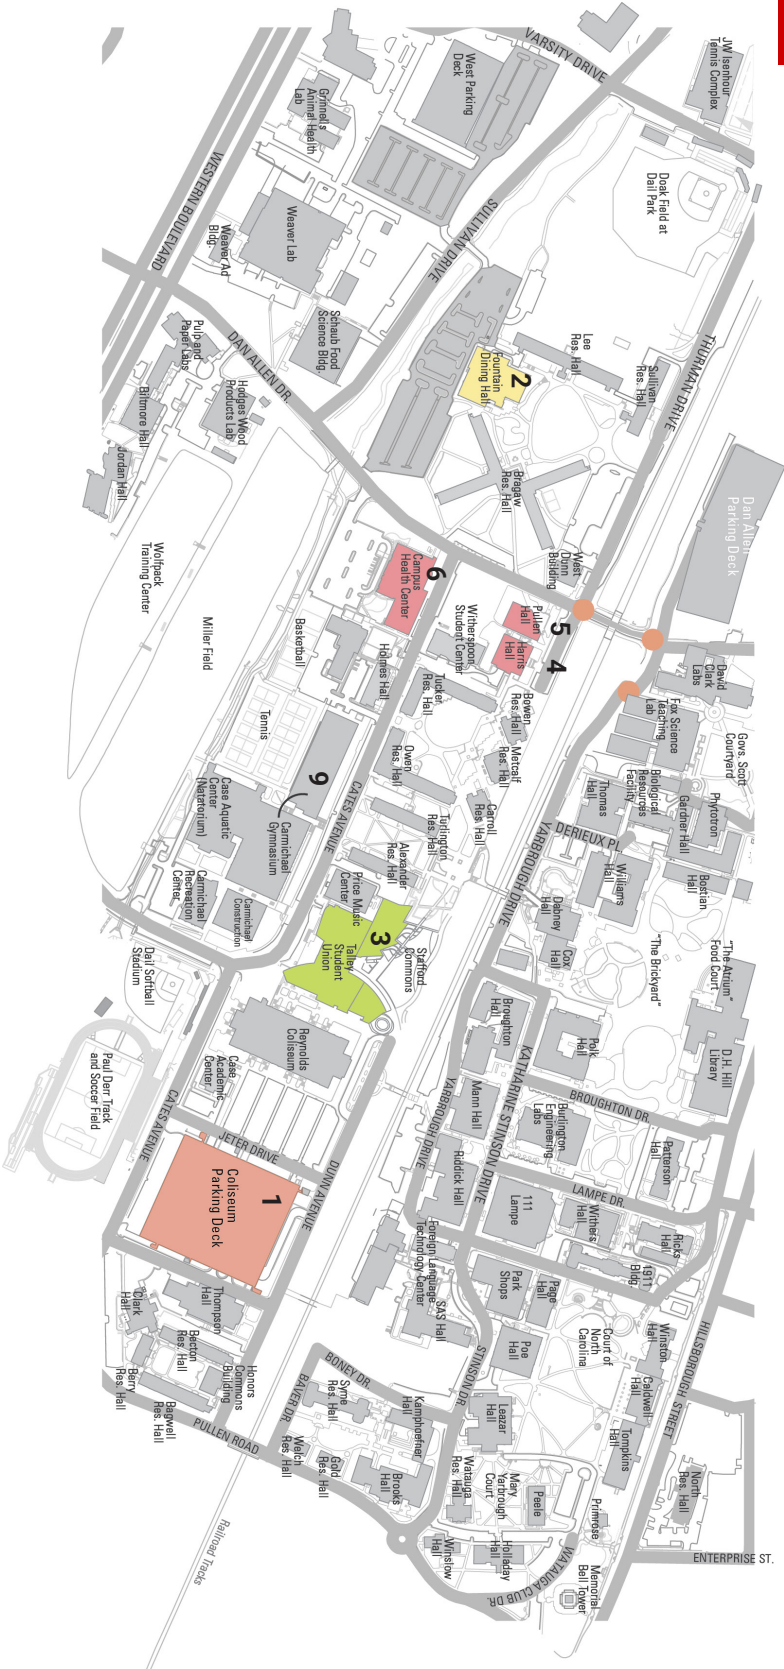 JW Isenhour
Tennis Complex
VARSITY DRIVE
West Parking
Deck
Grinnells
Animal Health
Lab
Doak Field at
Dail Park
WESTERN BOULEVARD
SULLIVAN DRIVE
Weaver Lab
Weaver Ad
Bldg.
Schaub Food
Science Bldg.
DAN ALLEN DR.
Pulp and
Paper Labs
Hodges Wood
Products Lab
Biltmore Hall
Jordan Hall
Lee
Res. Hall
Sullivan
Res. Hall
THURMAN DRIVE
2
Fountain
Dining Hall
Bragaw
Res. Hall
Dan Allen
Parking Deck
West
Dunn
Building
Wolfpack
Training Center
Miller Field
Basketball
Tennis
6
Campus
Health Center
Witherspoon
Student Center
5
Pullen
Hall
4
Harris
Hall
Holmes Hall
Tucker
Res. Hall
Bowen
Res. Hall
Owen
Res. Hall
Metcalf
Res. Hall
David
Clark
Labs
Fox Science
Teaching
Lab
Govs. Scott
Courtyard
Biological
Resources
Facility
Phytotron
Gardner Hall
Thomas
Hall
DERIEUX PL.
Bostian
Hall
Williams
Hall
9
CATES AVENUE
Case Aquatic
Center
(Natatorium)
Carmichael
Gymnasium
Carmichael
Recreation
Center
Carmichael
Construction
Turlington
Res. Hall
Carroll
Res. Hall
Alexander
Res. Hall
Price Music
Center
3
Talley
Student
Union
Stafford
Commons
YARBROUGH DRIVE
Dabney
Hall
Cox
Hall
"The Brickyard"
"The Atrium"
Food Court
D.H. Hill
Library
Dail Softball
Stadium
Reynolds
Coliseum
Case
Academic
Center
Paul Derr Track
and Soccer Field
CATES AVENUE
JETER DRIVE
DUNN AVENUE
1
Coliseum
Parking Deck
Broughton
Hall
Polk
Hall
KATHARINE STINSON DRIVE
BROUGHTON DR.
Mann Hall
YARBROUGH DRIVE
Burlington
Engineering
Labs
Patterson
Hall
Riddick Hall
LAMPE DR.
111
Lampe
Withers
Hall
Ricks
Hall
1911
Bldg.
Foreign Language
Technology Center
SAS Hall
Park
Shops
Page
Hall
Poe
Hall
Court of
North
Carolina
Winston
Hall
Caldwell
Hall
Tompkins
Hall
HILLSBOROUGH STREET
Thompson
Hall
Clark
Hall
Becton
Res. Hall
Berry
Res. Hall
Bagwell
Res. Hall
Honors
Commons
Building
PULLEN ROAD
BONEY DR.
BAVER DR.
Syme
Res. Hall
Welch
Res. Hall
Gold
Res. Hall
Kamphoefner
Hall
Brooks
Hall
STINSON DR.
Leazar
Hall
Watauga
Res. Hall
Mary
Yarbrough
Court
Peele
Primrose
North
Res. Hall
Winslow
Hall
Holladay
Hall
WATAUGA CLUB DR.
Memorial
Bell Tower
ENTERPRISE ST.
Railroad Tracks